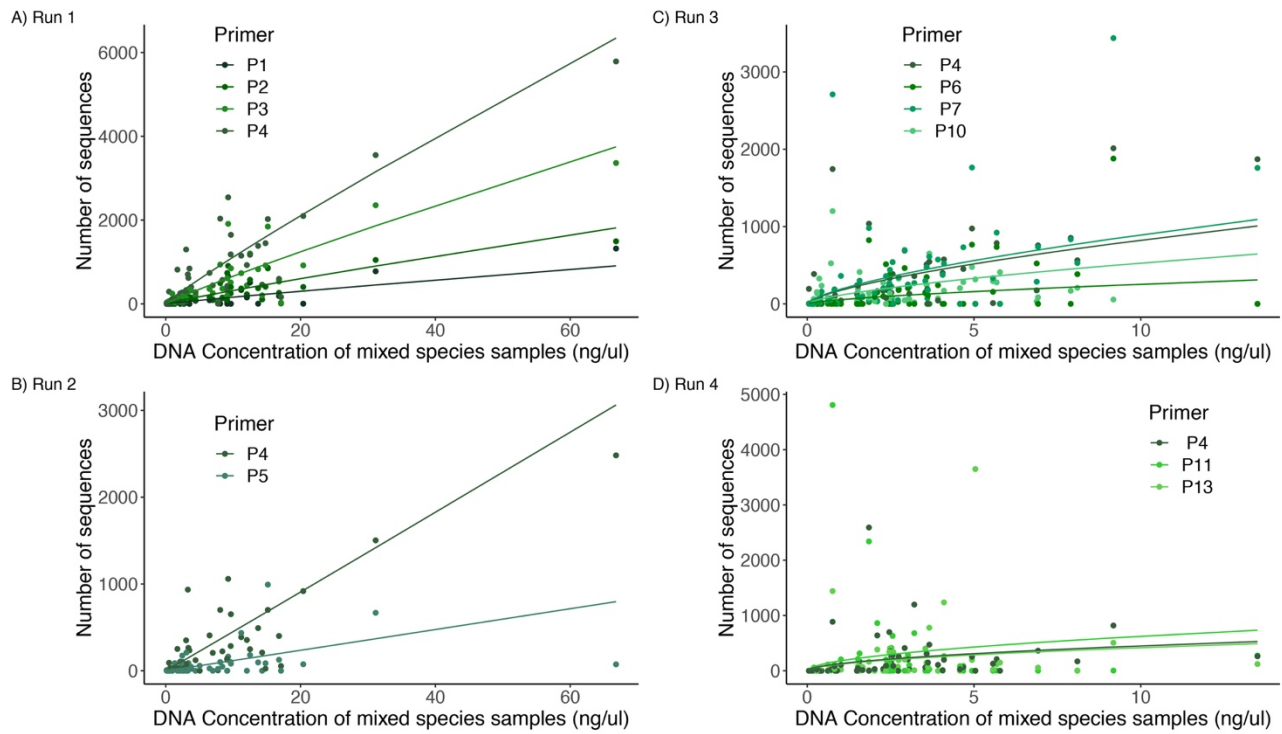 A) Run 1
Number of sequences
6000
4000
2000
0
Primer
P1
P2
P3
P4
0 20 40 60
DNA Concentration of mixed species samples (ng/ul)
B) Run 2
Number of sequences
3000
2000
1000
0
Primer
P4
P5
0 20 40 60
DNA Concentration of mixed species samples (ng/ul)
C) Run 3
Number of sequences
3000
2000
1000
0
Primer
P4
P6
P7
P10
0 5 10
DNA Concentration of mixed species samples (ng/ul)
D) Run 4
Number of sequences
5000
4000
3000
2000
1000
0
Primer
P4
P11
P13
0 5 10
DNA Concentration of mixed species samples (ng/ul)